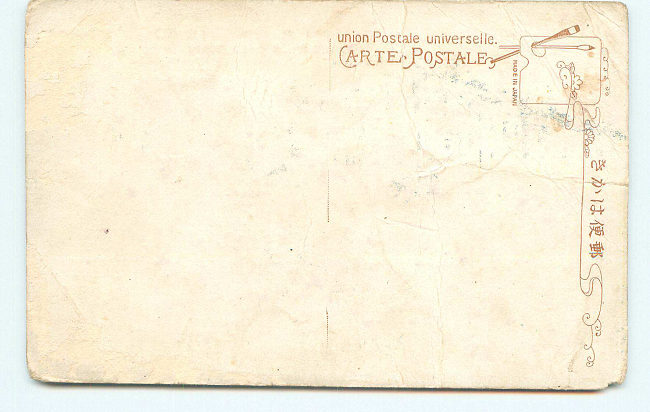 union Postale universelle.
CARTE POSTALE
MADE IN JAPAN
郵便はかき